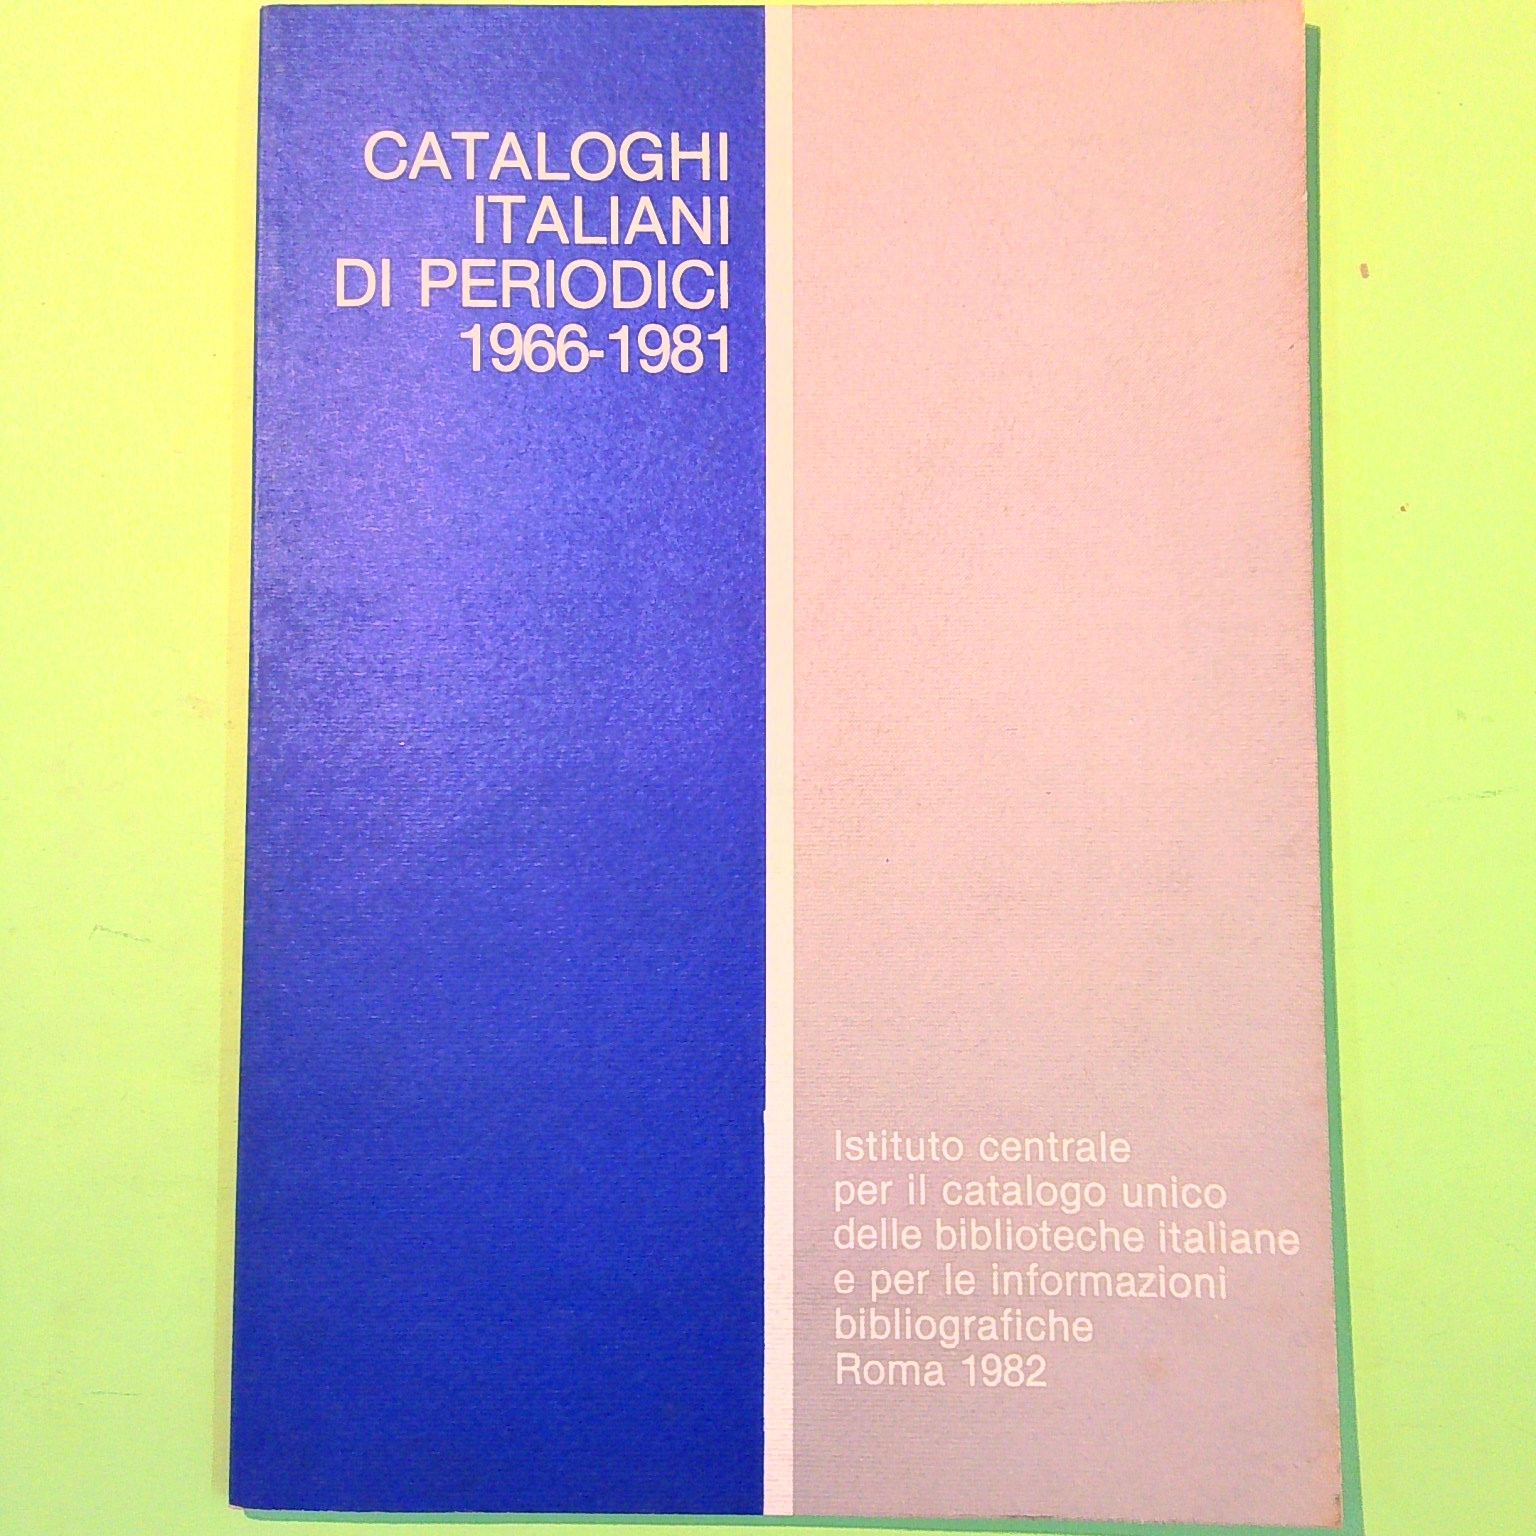 CATALOGHI
ITALIANI
DI PERIODICI
1966-1981
Istituto centrale
per il catalogo unico
delle biblioteche italiane
e per le informazioni
bibliografiche
Roma 1982